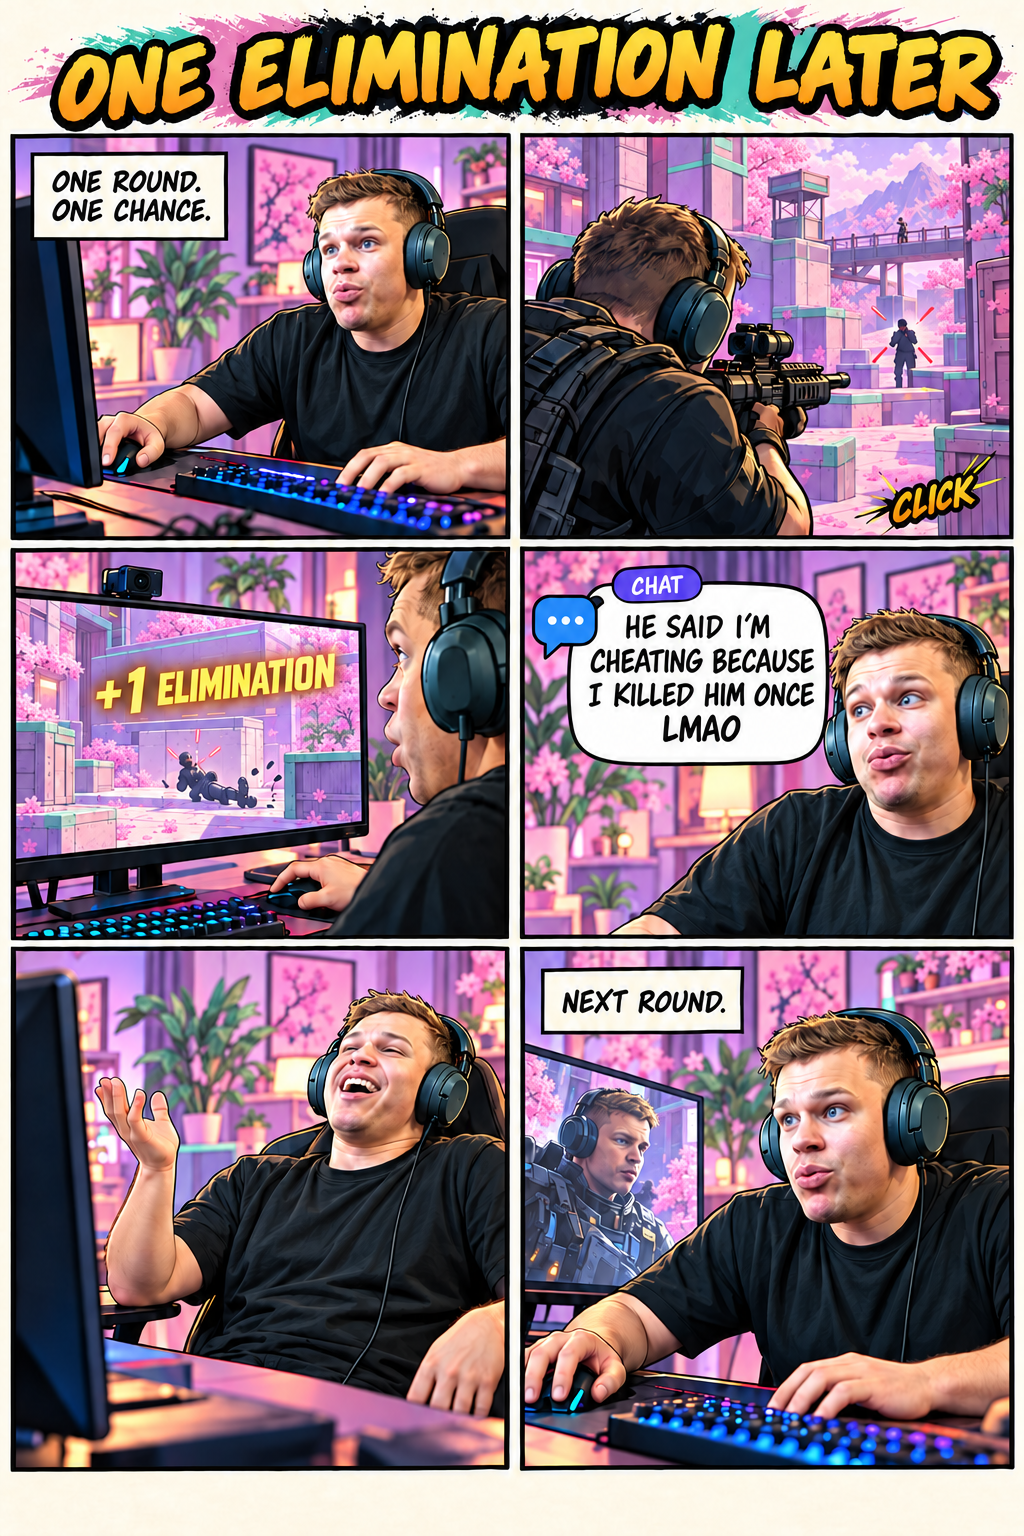 ONE ELIMINATION LATER
ONE ROUND.
ONE CHANCE.
CLICK
+1 ELIMINATION
CHAT
HE SAID I'M
CHEATING BECAUSE
I KILLED HIM ONCE
LMAO
NEXT ROUND.